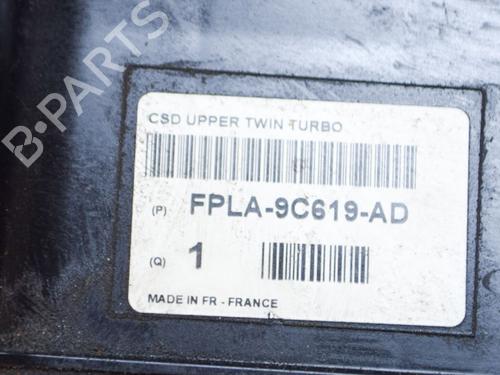 B-PARTS
CSD UPPER TWIN TURBO
(P) FPLA-9C619-AD
(Q) 1
MADE IN FR - FRANCE